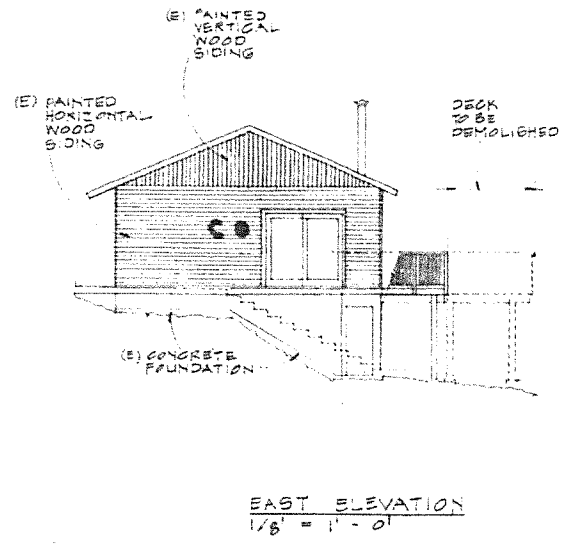 (E) PAINTED
VERTICAL
WOOD
SIDING
(E) PAINTED
HORIZONTAL
WOOD
SIDING
DECK
TO BE
DEMOLISHED
(E) CONCRETE
FOUNDATION
EAST ELEVATION
1/8' = 1' - 0'